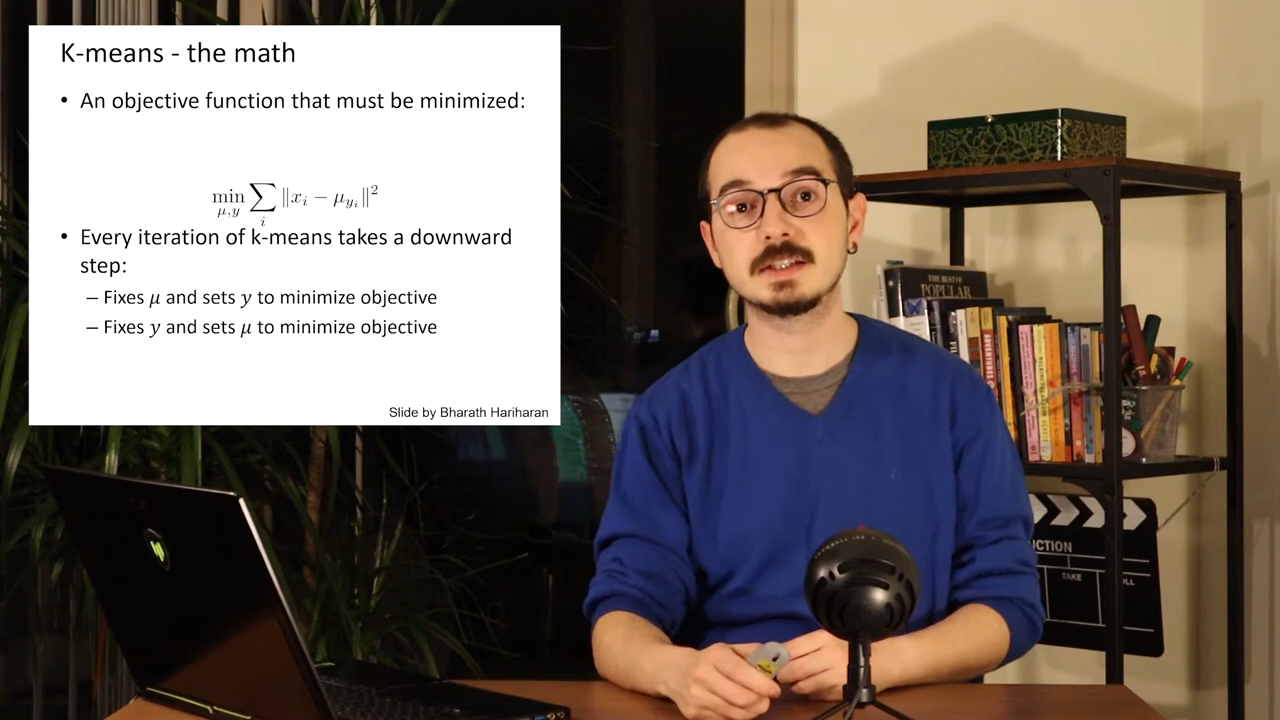 K-means - the math
• An objective function that must be minimized:
min μ,y ∑ i ‖x_i − μ_{y_i}‖²
• Every iteration of k-means takes a downward
step:
– Fixes μ and sets y to minimize objective
– Fixes y and sets μ to minimize objective
Slide by Bharath Hariharan
THE BEST OF
POPULAR
UCTION
TAKE